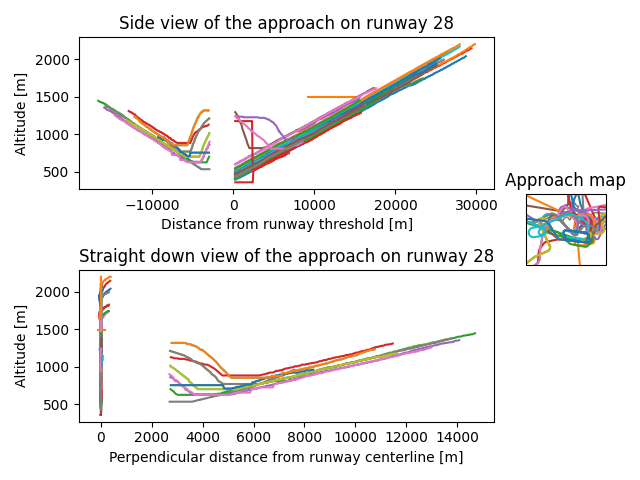 Side view of the approach on runway 28
Altitude [m]
2000
1500
1000
500
−10000 0 10000 20000 30000
Distance from runway threshold [m]
Approach map
Straight down view of the approach on runway 28
Altitude [m]
2000
1500
1000
500
0 2000 4000 6000 8000 10000 12000 14000
Perpendicular distance from runway centerline [m]